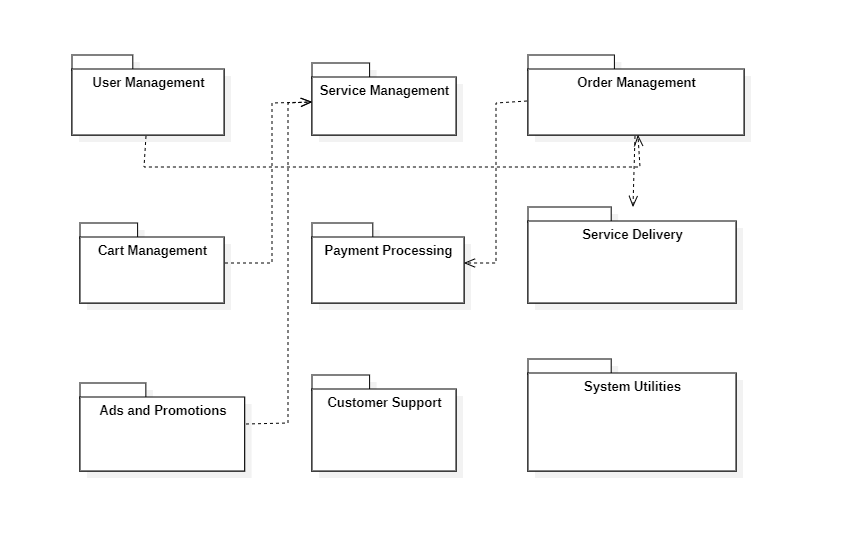 User Management
Service Management
Order Management
Cart Management
Payment Processing
Service Delivery
Ads and Promotions
Customer Support
System Utilities